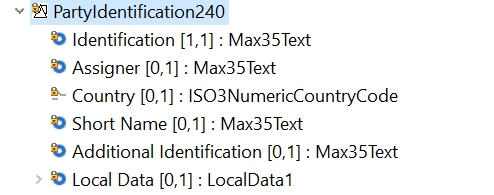 PartyIdentification240
Identification [1,1] : Max35Text
Assigner [0,1] : Max35Text
Country [0,1] : ISO3NumericCountryCode
Short Name [0,1] : Max35Text
Additional Identification [0,1] : Max35Text
Local Data [0,1] : LocalData1